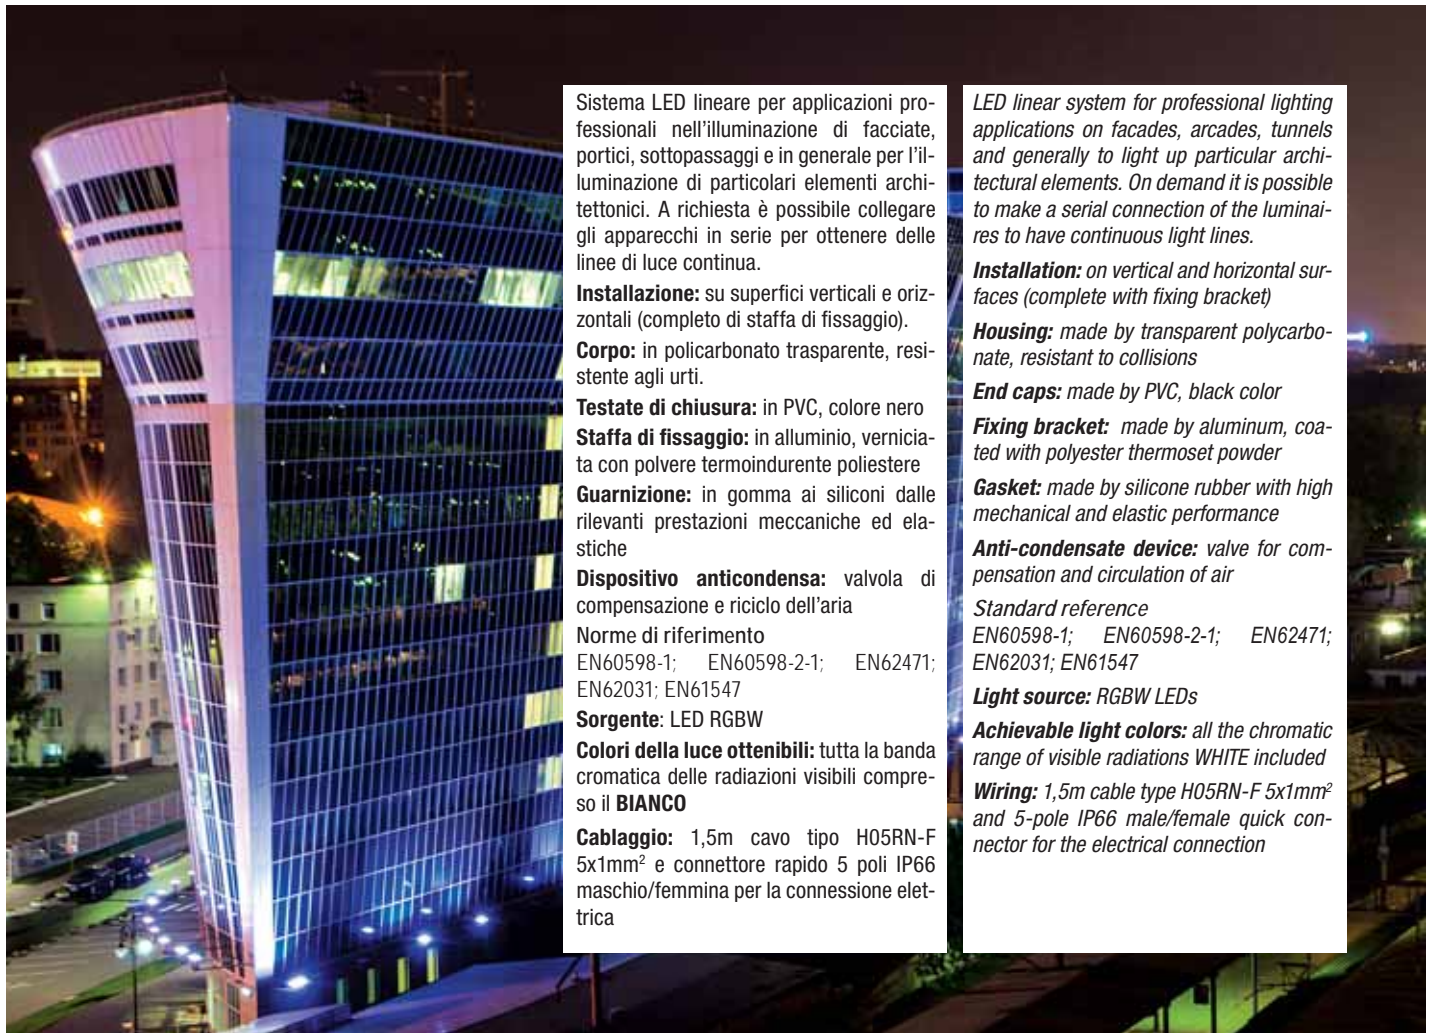 Sistema LED lineare per applicazioni pro-
fessionali nell'illuminazione di facciate,
portici, sottopassaggi e in generale per l'il-
luminazione di particolari elementi archi-
tettonici. A richiesta è possibile collegare
gli apparecchi in serie per ottenere delle
linee di luce continua.
Installazione: su superfici verticali e oriz-
zontali (completo di staffa di fissaggio).
Corpo: in policarbonato trasparente, resi-
stente agli urti.
Testate di chiusura: in PVC, colore nero
Staffa di fissaggio: in alluminio, vernicia-
ta con polvere termoindurente poliestere
Guarnizione: in gomma ai siliconi dalle
rilevanti prestazioni meccaniche ed ela-
stiche
Dispositivo anticondensa: valvola di
compensazione e riciclo dell'aria
Norme di riferimento
EN60598-1; EN60598-2-1; EN62471;
EN62031; EN61547
Sorgente: LED RGBW
Colori della luce ottenibili: tutta la banda
cromatica delle radiazioni visibili compre-
so il BIANCO
Cablaggio: 1,5m cavo tipo H05RN-F
5x1mm² e connettore rapido 5 poli IP66
maschio/femmina per la connessione elet-
trica
LED linear system for professional lighting
applications on facades, arcades, tunnels
and generally to light up particular archi-
tectural elements. On demand it is possible
to make a serial connection of the luminai-
res to have continuous light lines.
Installation: on vertical and horizontal sur-
faces (complete with fixing bracket)
Housing: made by transparent polycarbo-
nate, resistant to collisions
End caps: made by PVC, black color
Fixing bracket: made by aluminum, coa-
ted with polyester thermoset powder
Gasket: made by silicone rubber with high
mechanical and elastic performance
Anti-condensate device: valve for com-
pensation and circulation of air
Standard reference
EN60598-1; EN60598-2-1; EN62471;
EN62031; EN61547
Light source: RGBW LEDs
Achievable light colors: all the chromatic
range of visible radiations WHITE included
Wiring: 1,5m cable type H05RN-F 5x1mm²
and 5-pole IP66 male/female quick con-
nector for the electrical connection